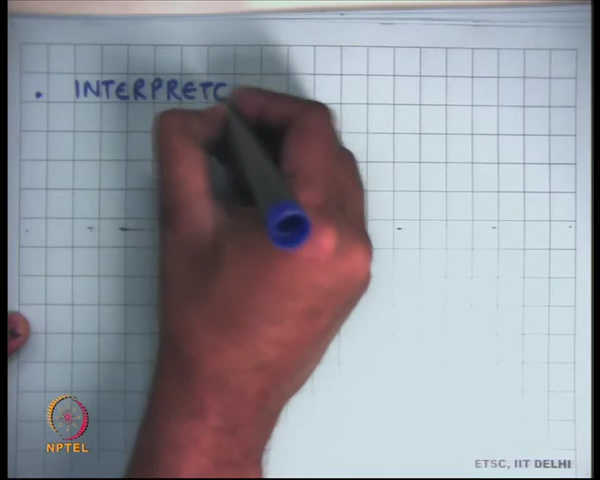 . INTERPRETC
NPTEL
ETSC, IIT DELHI